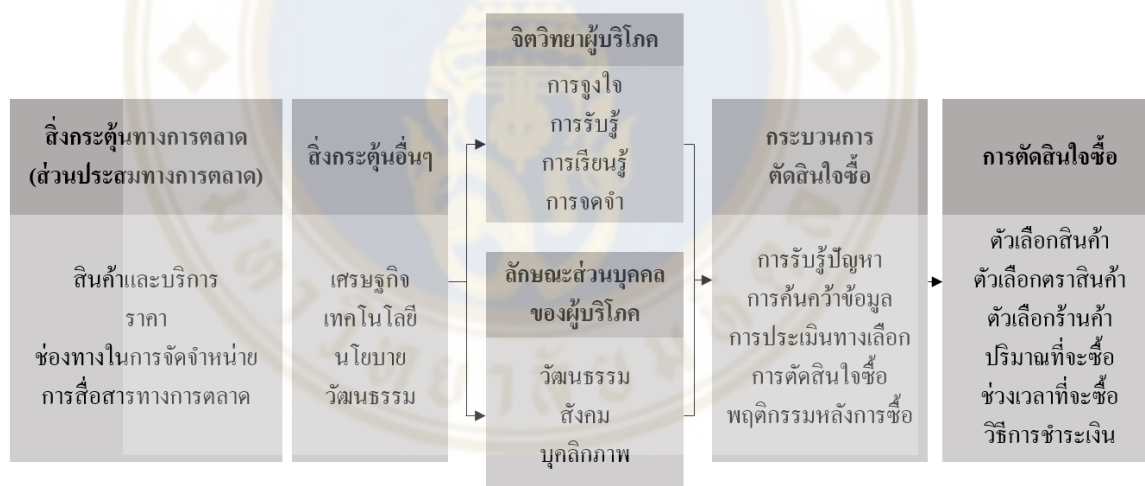 สิ่งกระตุ้นทางการตลาด
(ส่วนประสมทางการตลาด)
สินค้าและบริการ
ราคา
ช่องทางในการจัดจำหน่าย
การสื่อสารทางการตลาด
สิ่งกระตุ้นอื่นๆ
เศรษฐกิจ
เทคโนโลยี
นโยบาย
วัฒนธรรม
จิตวิทยาผู้บริโภค
การจูงใจ
การรับรู้
การเรียนรู้
การจดจำ
ลักษณะส่วนบุคคล
ของผู้บริโภค
วัฒนธรรม
สังคม
บุคลิกภาพ
กระบวนการ
ตัดสินใจซื้อ
การรับรู้ปัญหา
การค้นคว้าข้อมูล
การประเมินทางเลือก
การตัดสินใจซื้อ
พฤติกรรมหลังการซื้อ
การตัดสินใจซื้อ
ตัวเลือกสินค้า
ตัวเลือกตราสินค้า
ตัวเลือกร้านค้า
ปริมาณที่จะซื้อ
ช่วงเวลาที่จะซื้อ
วิธีการชำระเงิน